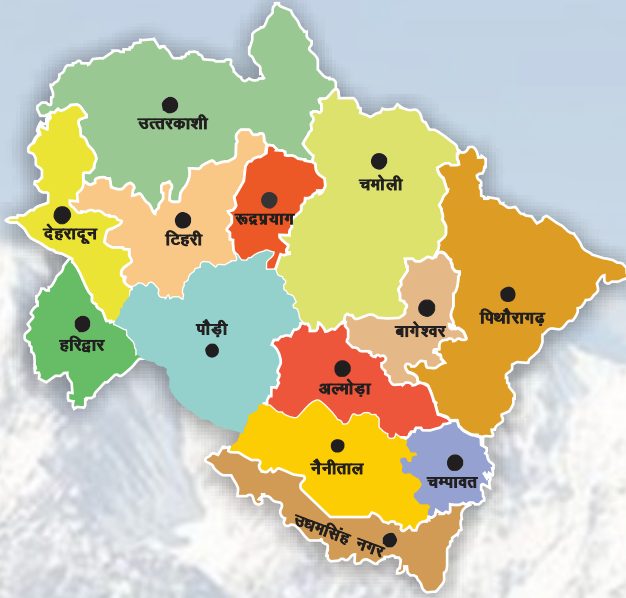 उत्तरकाशी
चमोली
रूद्रप्रयाग
देहरादून
टिहरी
पिथौरागढ़
पौड़ी
बागेश्वर
हरिद्वार
अल्मोड़ा
नैनीताल
चम्पावत
उधमसिंह नगर